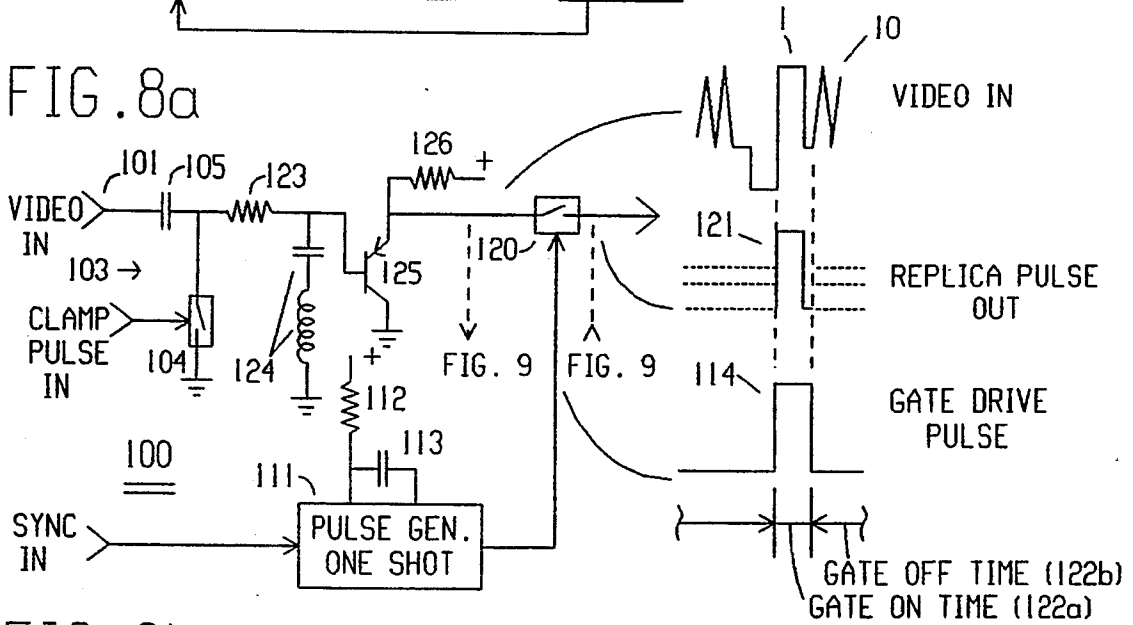 1
10
FIG.8a
VIDEO IN
101
105
123
126
+
VIDEO
IN
120
121
103
125
REPLICA PULSE
OUT
CLAMP
PULSE
IN
104
124
+
FIG. 9
FIG. 9
114
112
GATE DRIVE
PULSE
100
113
111
SYNC
IN
PULSE GEN.
ONE SHOT
GATE OFF TIME (122b)
GATE ON TIME (122a)